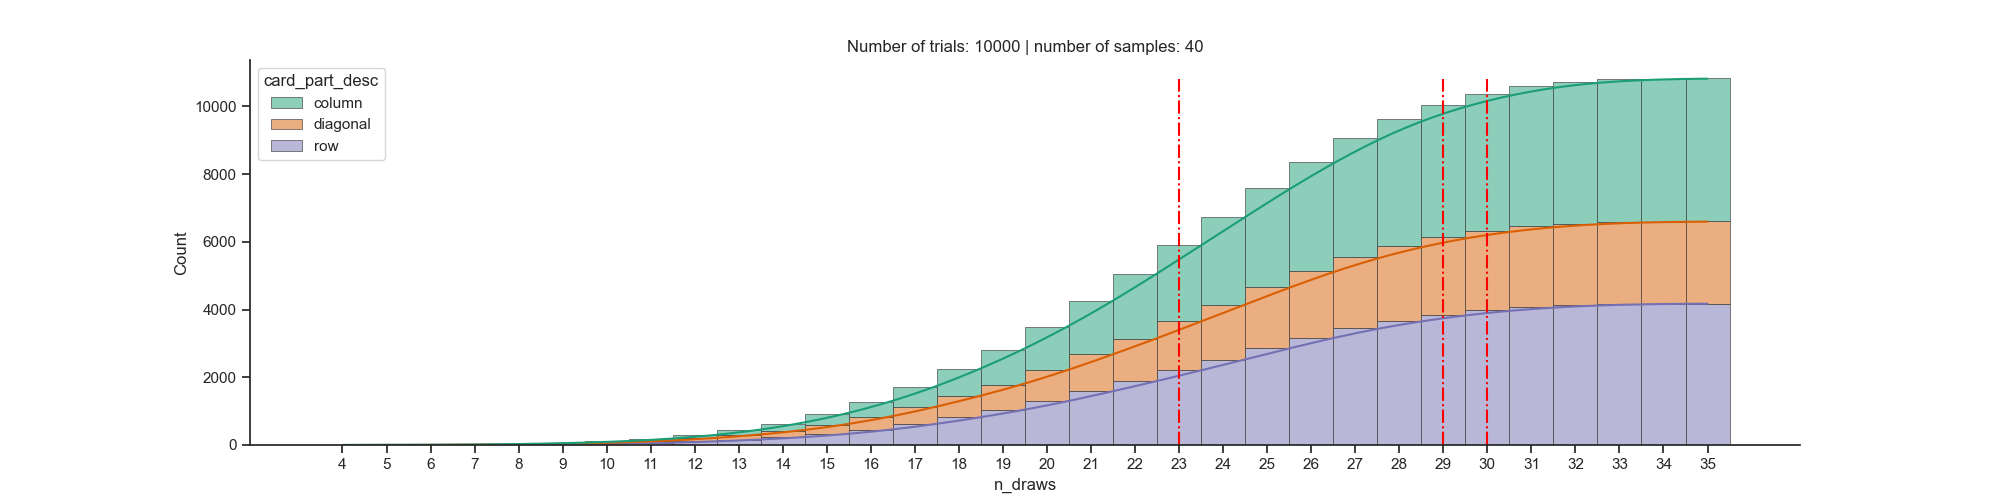 Number of trials: 10000 | number of samples: 40
card_part_desc
column
diagonal
row
10000
8000
6000
4000
2000
0
Count
4 5 6 7 8 9 10 11 12 13 14 15 16 17 18 19 20 21 22 23 24 25 26 27 28 29 30 31 32 33 34 35
n_draws